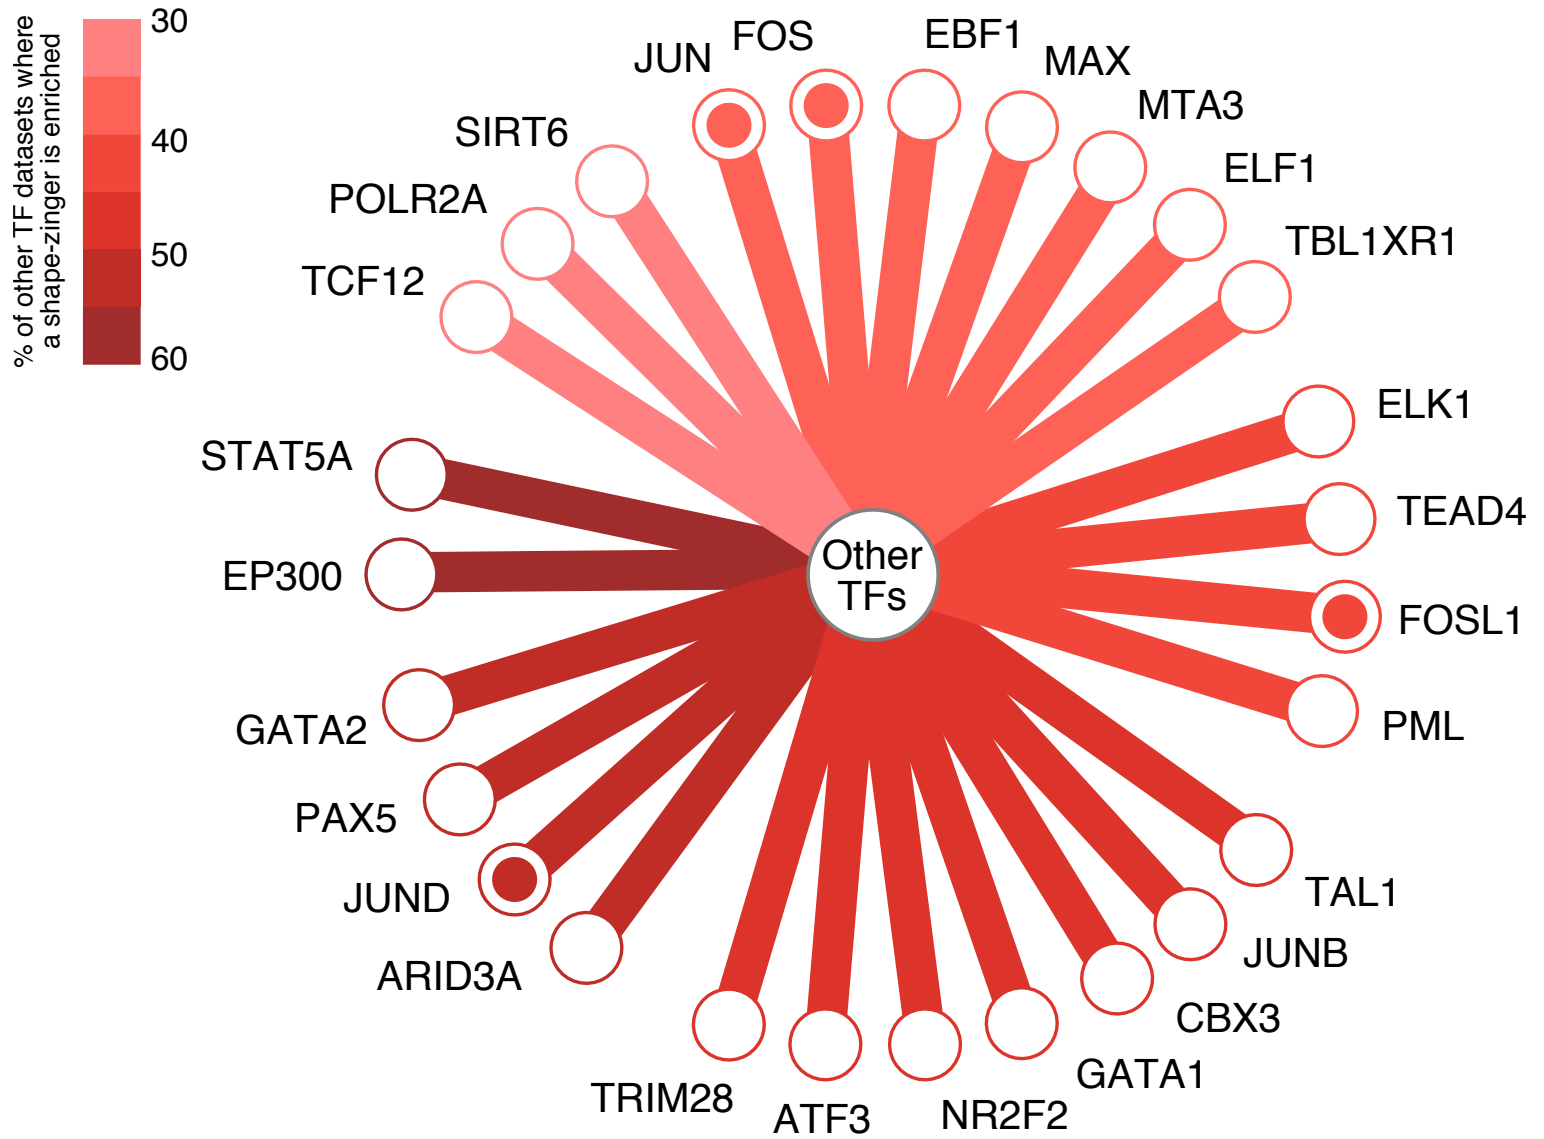 % of other TF datasets where
a shape-zinger is enriched
30
40
50
60
JUN
FOS
EBF1
MAX
MTA3
ELF1
TBL1XR1
SIRT6
POLR2A
TCF12
ELK1
TEAD4
FOSL1
PML
STAT5A
EP300
Other
TFs
GATA2
PAX5
JUND
ARID3A
TRIM28
ATF3
NR2F2
GATA1
CBX3
JUNB
TAL1